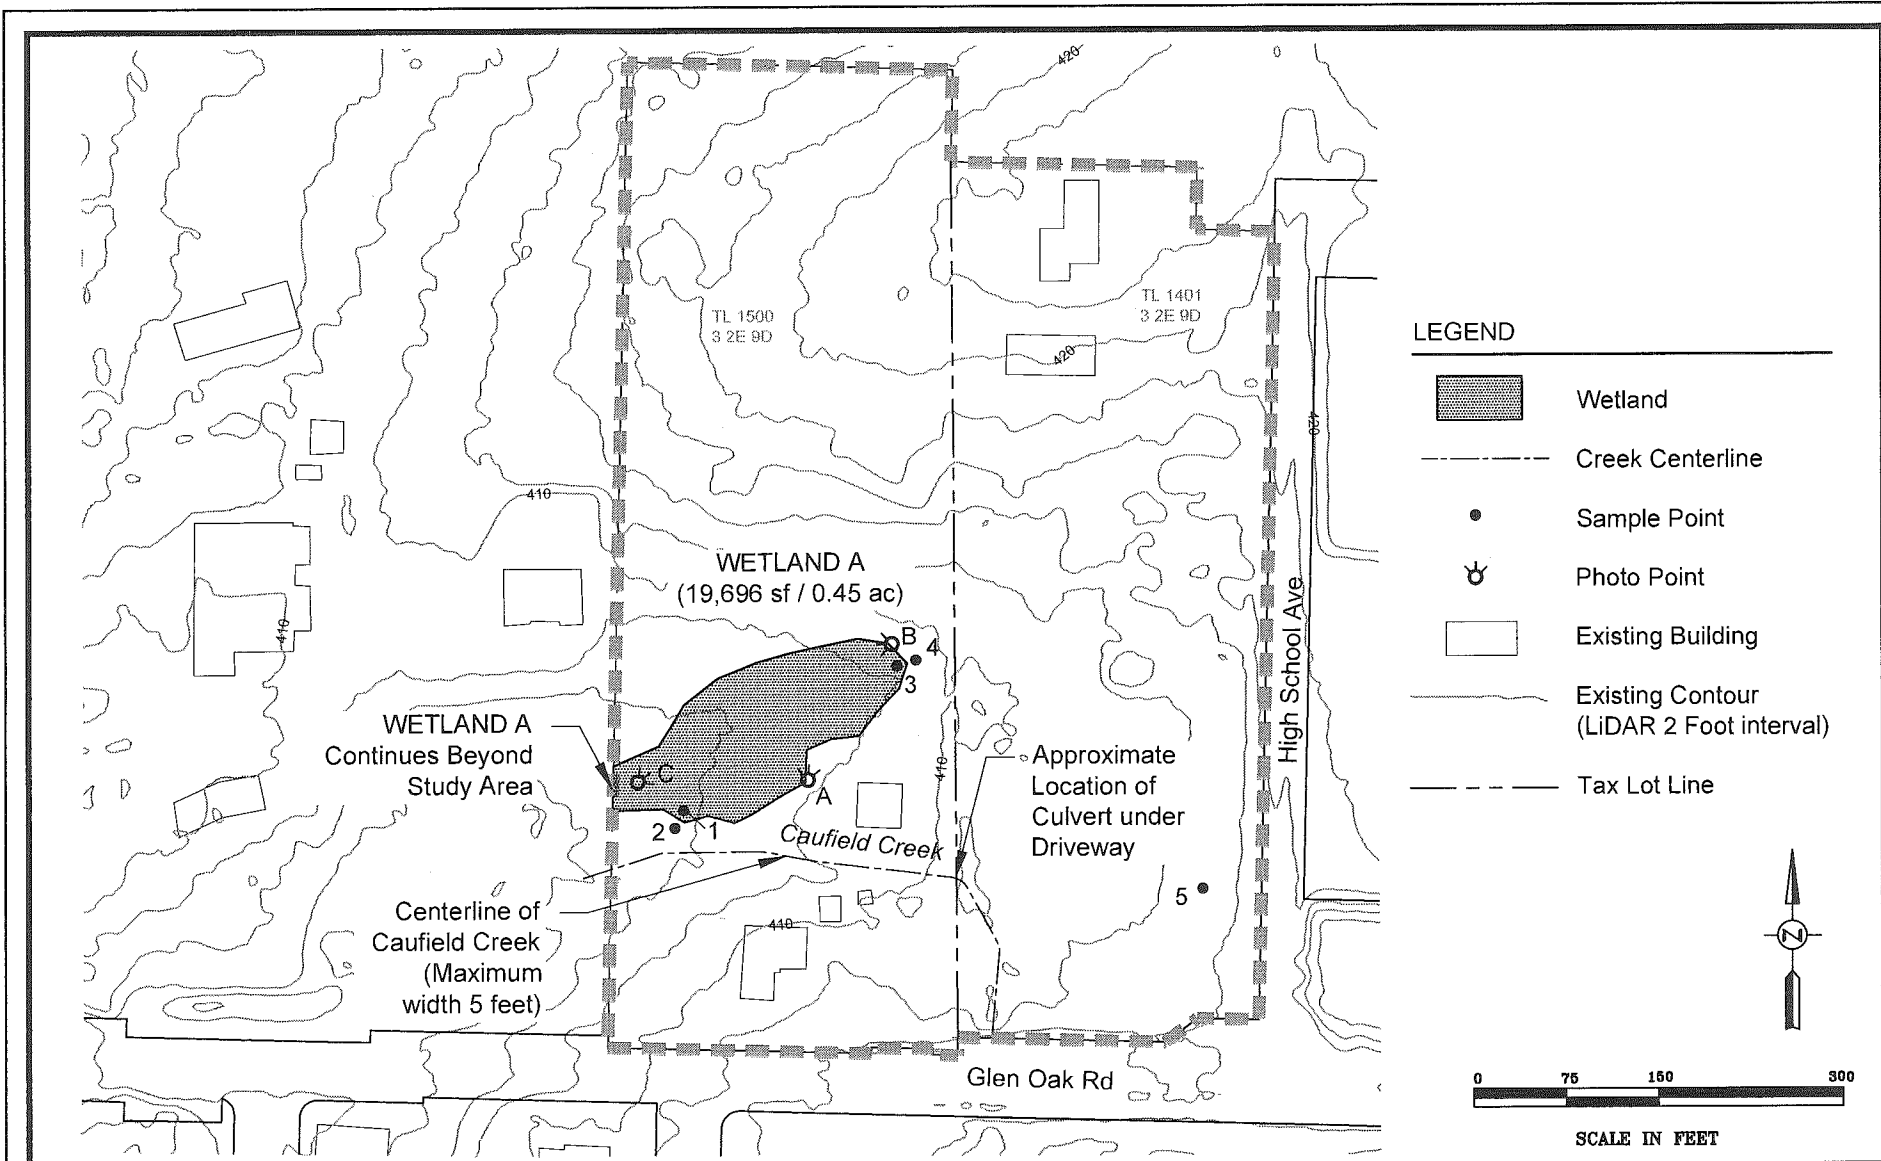 420
TL 1500
3 2E 9D
TL 1401
3 2E 9D
420
420
410
410
WETLAND A
(19,696 sf / 0.45 ac)
B
4
3
WETLAND A
Continues Beyond
Study Area
C
A
2
1
410
Caufield Creek
Approximate
Location of
Culvert under
Driveway
5
High School Ave
Centerline of
Caufield Creek
(Maximum
width 5 feet)
410
Glen Oak Rd
LEGEND
Wetland
Creek Centerline
Sample Point
Photo Point
Existing Building
Existing Contour
(LiDAR 2 Foot interval)
Tax Lot Line
N
0 75 150 300
SCALE IN FEET